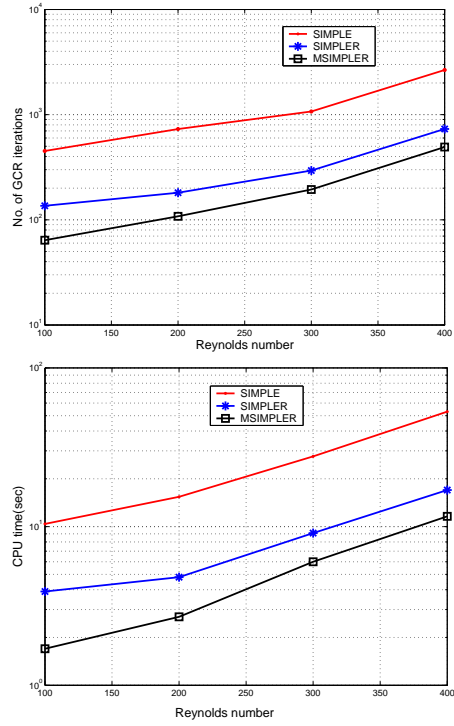 10^4
SIMPLE
SIMPLER
MSIMPLER
10^3
No. of GCR iterations
10^2
10^1
100 150 200 250 300 350 400
Reynolds number
10^2
SIMPLE
SIMPLER
MSIMPLER
CPU time(sec)
10^1
10^0
100 150 200 250 300 350 400
Reynolds number